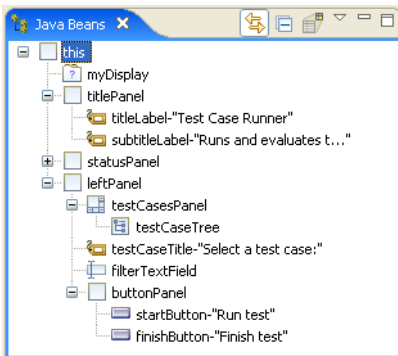 Java Beans
this
myDisplay
titlePanel
titleLabel-"Test Case Runner"
subtitleLabel-"Runs and evaluates t..."
statusPanel
leftPanel
testCasesPanel
testCaseTree
testCaseTitle-"Select a test case:"
filterTextField
buttonPanel
startButton-"Run test"
finishButton-"Finish test"